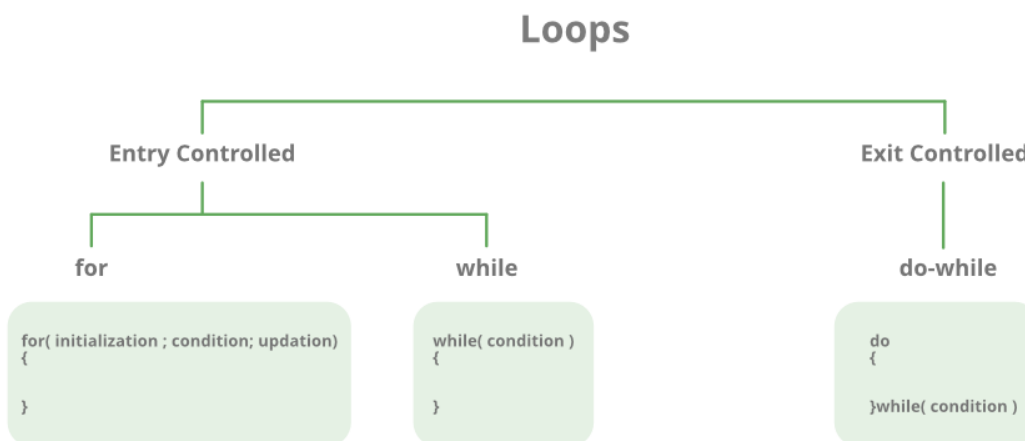 Loops
Entry Controlled
Exit Controlled
for
while
do-while
for( initialization ; condition; updation)
{
}
while( condition )
{
}
do
{
}while( condition )